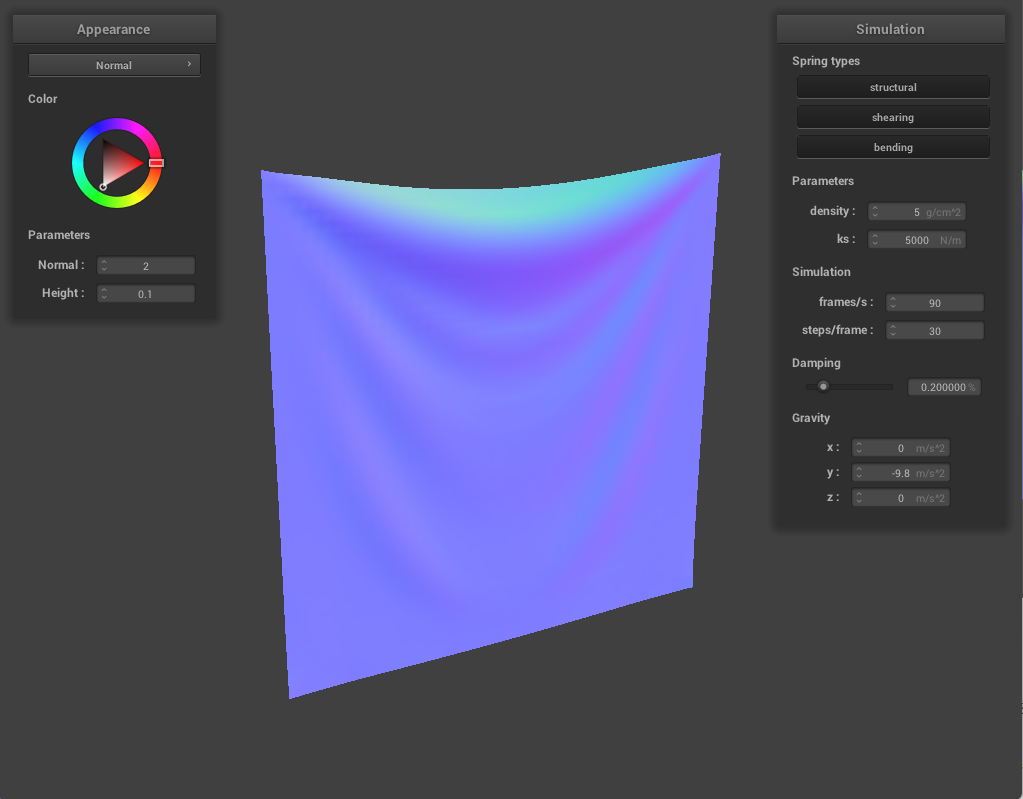 Appearance
Normal
Color
Parameters
Normal : 2
Height : 0.1
Simulation
Spring types
structural
shearing
bending
Parameters
density : 5 g/cm^2
ks : 5000 N/m
Simulation
frames/s : 90
steps/frame : 30
Damping
0.200000 %
Gravity
x : 0 m/s^2
y : -9.8 m/s^2
z : 0 m/s^2